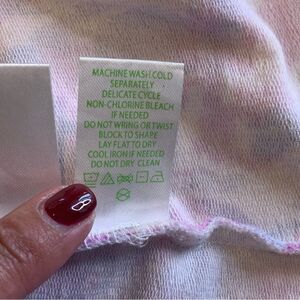 MACHINE WASH COLD
SEPARATELY
DELICATE CYCLE
NON-CHLORINE BLEACH
IF NEEDED
DO NOT WRING OR TWIST
BLOCK TO SHAPE
LAY FLAT TO DRY
COOL IRON IF NEEDED
DO NOT DRY CLEAN